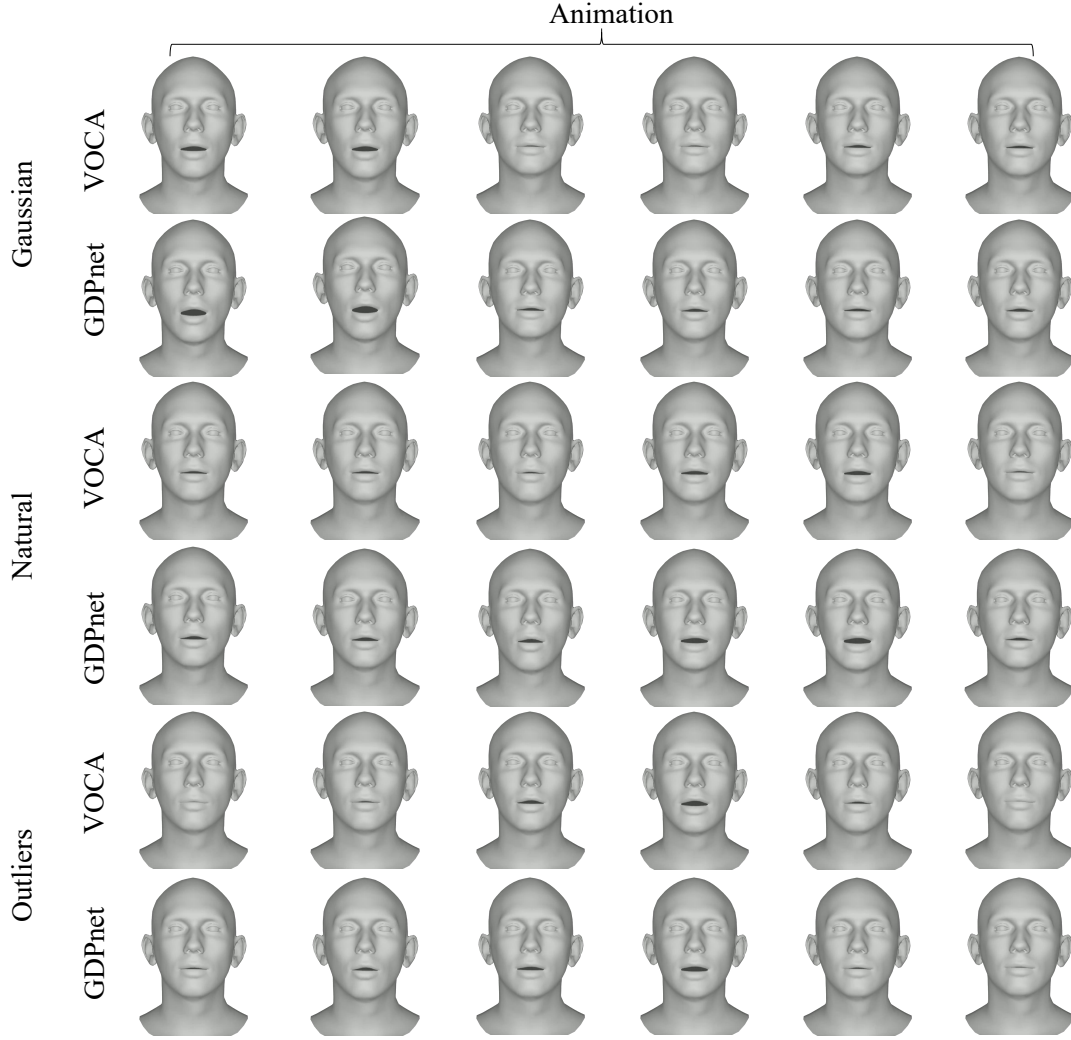 Animation
Gaussian
VOCA
GDPnet
Natural
VOCA
GDPnet
Outliers
VOCA
GDPnet